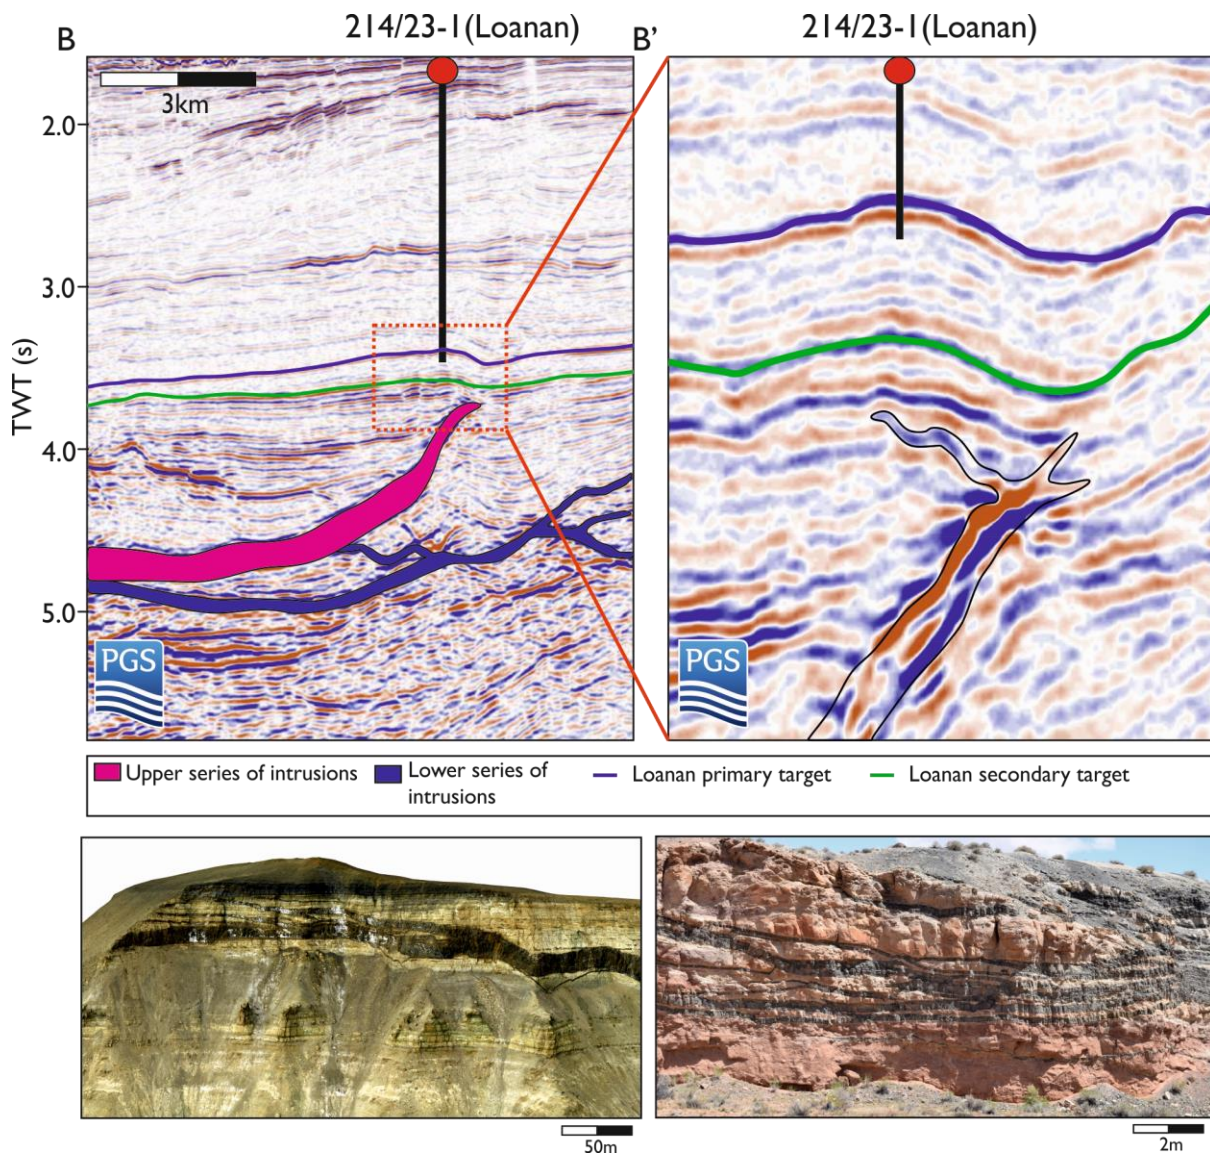 B 214/23-1(Loanan) B' 214/23-1(Loanan)
3km
2.0
3.0
4.0
5.0
TWT (s)
PGS
PGS
Upper series of intrusions
Lower series of
intrusions
Loanan primary target
Loanan secondary target
50m
2m